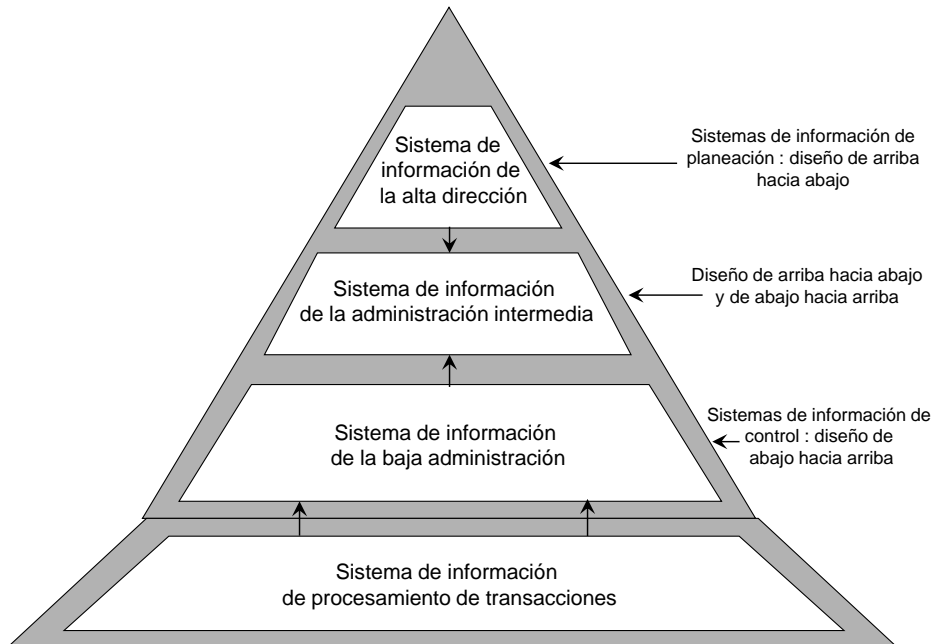 Sistema de
información de
la alta dirección
Sistemas de información de
planeación : diseño de arriba
hacia abajo
Sistema de información
de la administración intermedia
Diseño de arriba hacia abajo
y de abajo hacia arriba
Sistema de información
de la baja administración
Sistemas de información de
control : diseño de
abajo hacia arriba
Sistema de información
de procesamiento de transacciones